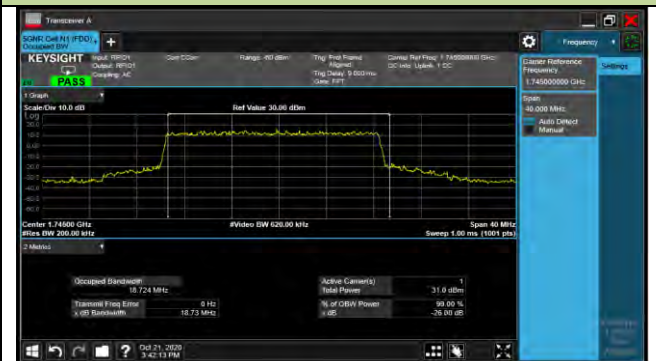 Transceiver A
5GNR Cell N1 (FDD)
Occupied BW
Frequency
KEYSIGHT
Input: RFIO1
Output: RFIO1
Coupling: AC
Corr CCorr
Range: -60 dBm
Trig: Prd Frame
Aligned
Trig Delay: 0.000 ms
Gate: FFT
Carrier Ref Freq: 1.745000000 GHz
CC Info: Uplink, 1 CC
PASS
Carrier Reference
Frequency
1.745000000 GHz
Settings
Span
40.000 MHz
Auto Detect
Manual
1 Graph
Scale/Div 10.0 dB
Ref Value 30.00 dBm
Log
Center 1.74500 GHz
#Video BW 620.00 kHz
Span 40 MHz
#Res BW 200.00 kHz
Sweep 1.00 ms (1001 pts)
2 Metrics
Occupied Bandwidth
18.724 MHz
Active Carrier(s)
1
Total Power
31.0 dBm
Transmit Freq Error
0 Hz
x dB Bandwidth
18.73 MHz
% of OBW Power
99.00 %
x dB
-26.00 dB
Oct 21, 2020
3:42:13 PM